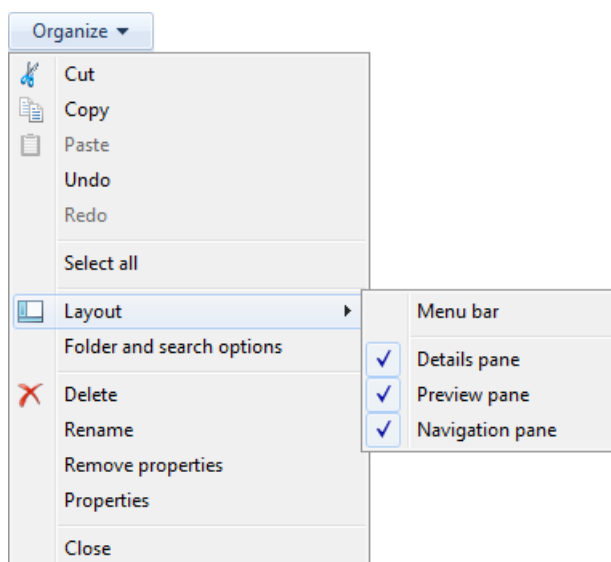 Organize
Cut
Copy
Paste
Undo
Redo
Select all
Layout
Menu bar
Folder and search options
Details pane
Preview pane
Navigation pane
Delete
Rename
Remove properties
Properties
Close